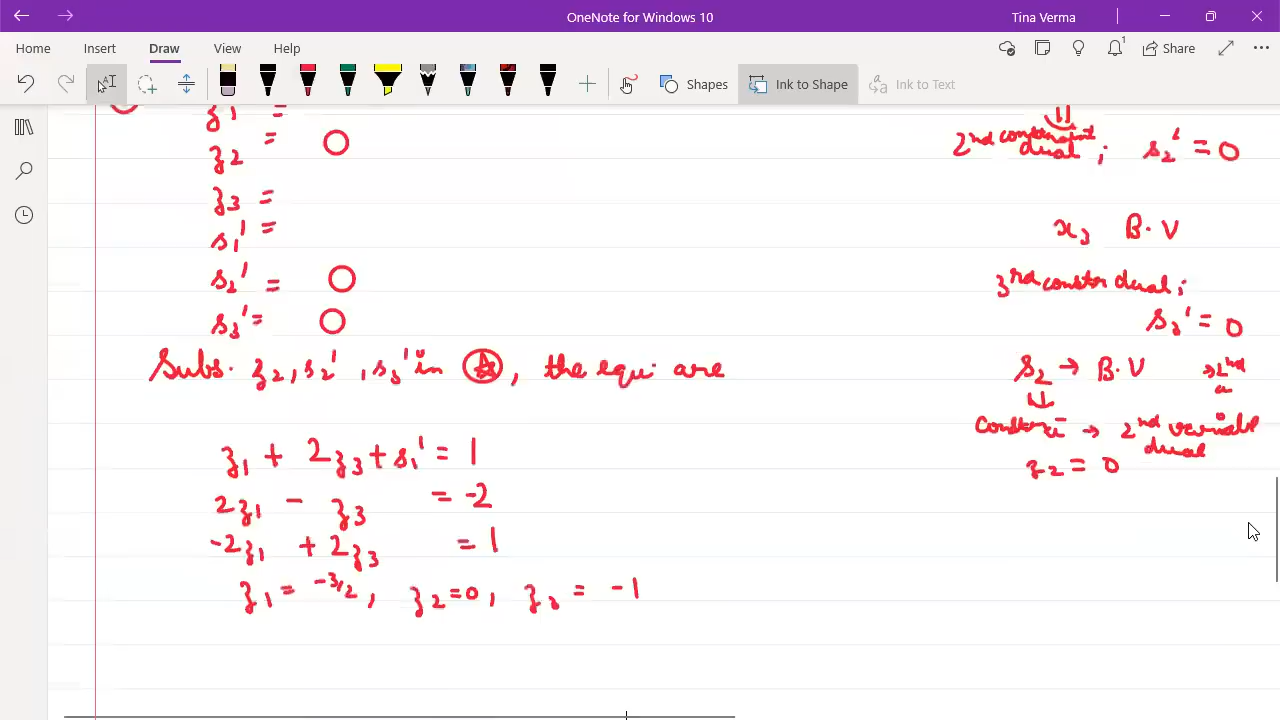 OneNote for Windows 10
Tina Verma
Home Insert Draw View Help
1
Share
Shapes
Ink to Shape
Ink to Text
z1 =
z2 = 0
z3 =
s1' =
s2' = 0
s3' = 0
Subs. z2, s2', s3' in ☆, the equ. are
z1 + 2z3 + s1' = 1
2z1 - z3 = -2
-2z1 + 2z3 = 1
z1 = -3/2, z2 = 0, z3 = -1
⇓
2nd constraint
dual; s2' = 0
x3 B.V
3rd constr dual;
s3' = 0
s2 → B.V → 2nd
⇓
→ 2nd variable
dual
z2 = 0